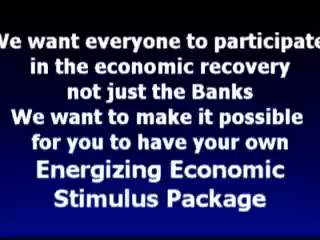 We want everyone to participate
in the economic recovery
not just the Banks
We want to make it possible
for you to have your own
Energizing Economic
Stimulus Package